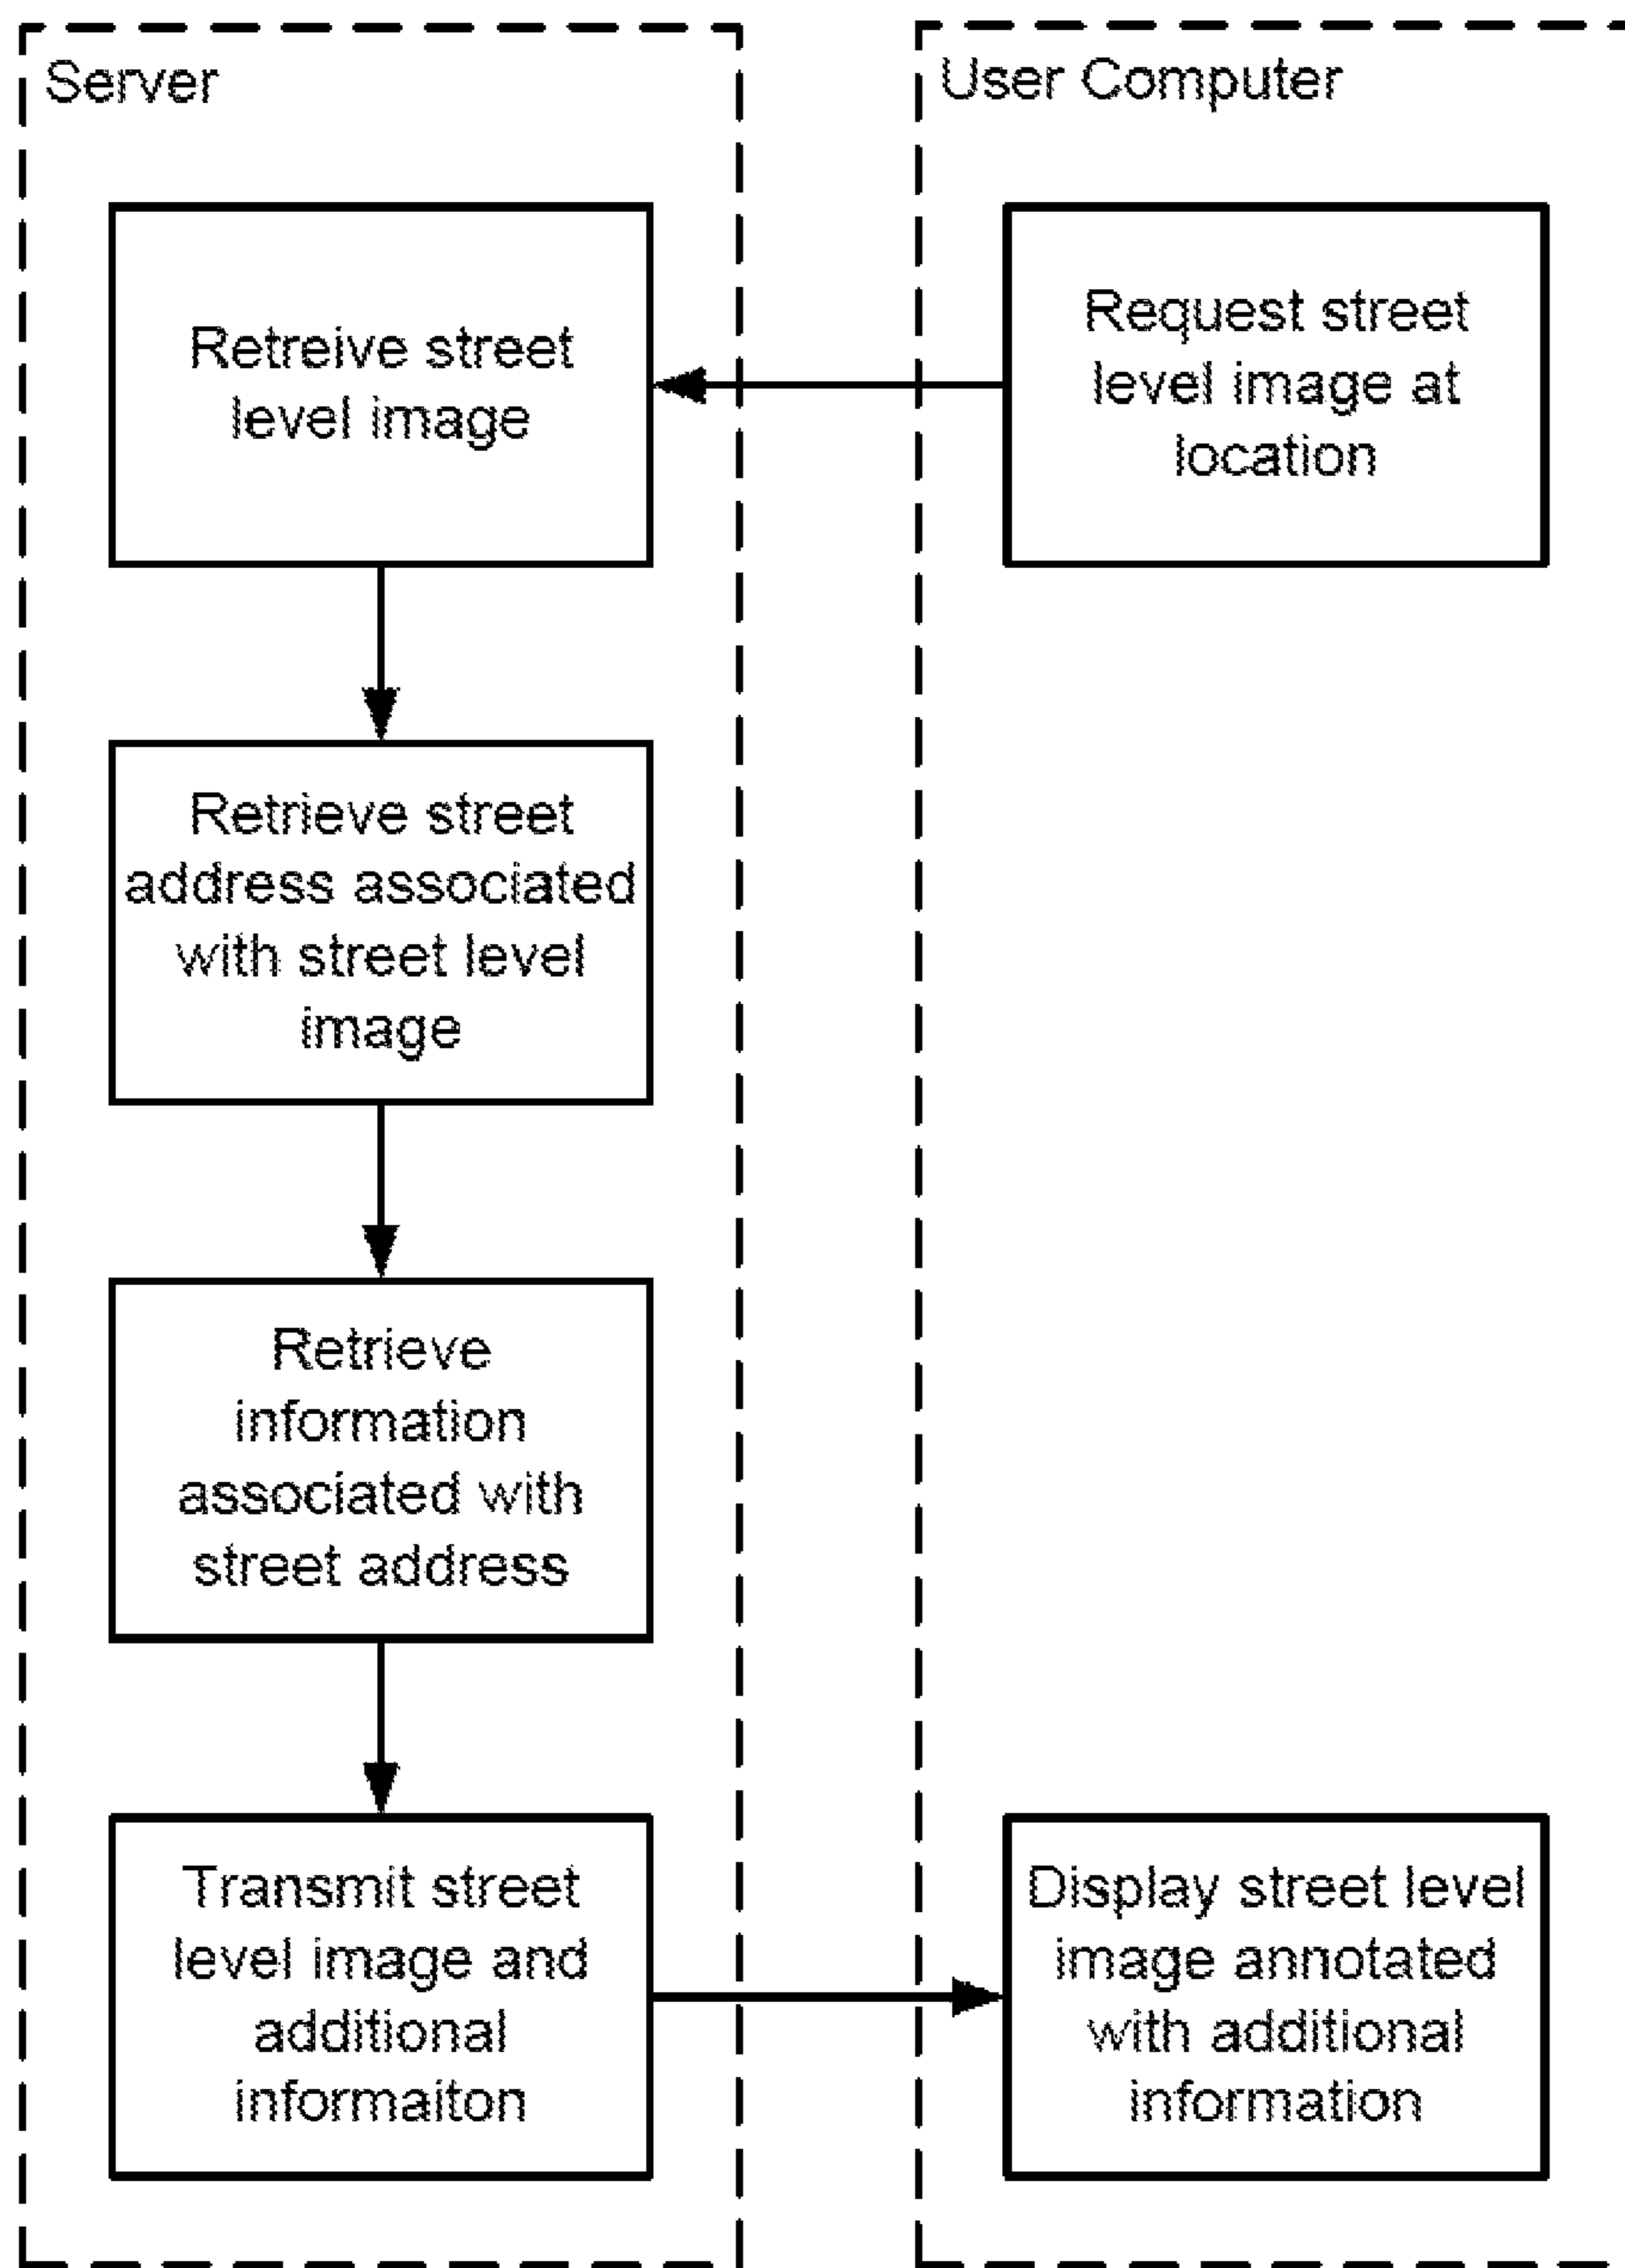 Server
User Computer
Retreive street
level image
Request street
level image at
location
Retrieve street
address associated
with street level
image
Retrieve
information
associated with
street address
Transmit street
level image and
additional
informaiton
Display street level
image annotated
with additional
information